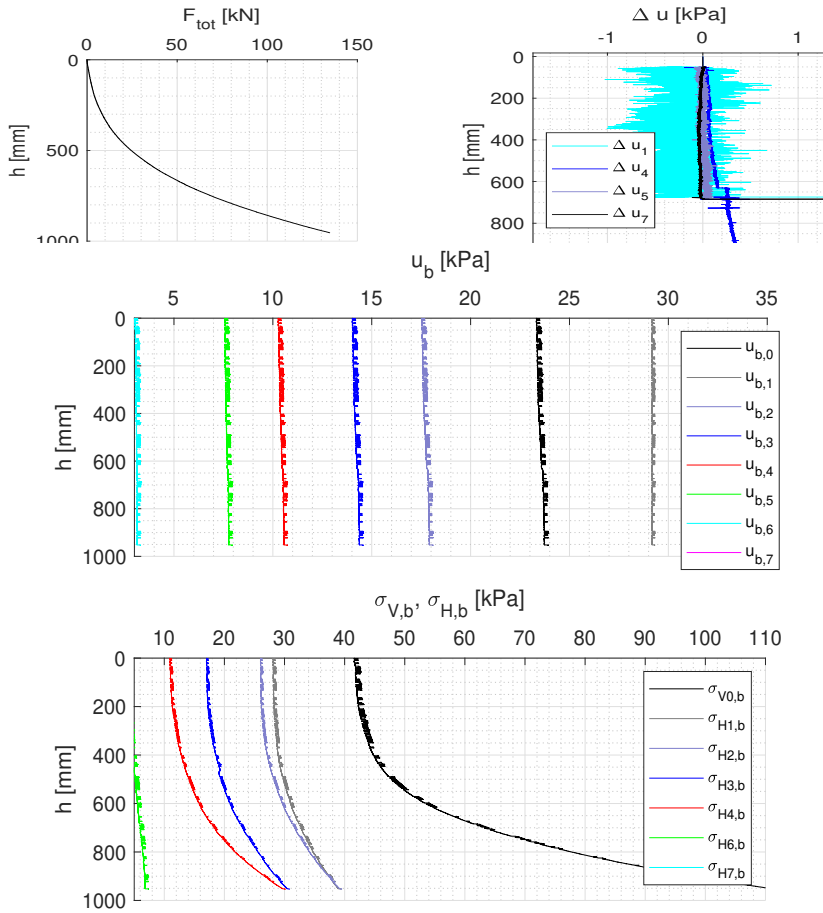 F_tot [kN]
0 50 100 150
0
500
1000
h [mm]
Δ u [kPa]
-1 0 1
0
200
400
600
800
h [mm]
Δ u_1
Δ u_4
Δ u_5
Δ u_7
u_b [kPa]
5 10 15 20 25 30 35
0
200
400
600
800
1000
h [mm]
u_b,0
u_b,1
u_b,2
u_b,3
u_b,4
u_b,5
u_b,6
u_b,7
σ_V,b, σ_H,b [kPa]
10 20 30 40 50 60 70 80 90 100 110
0
200
400
600
800
1000
h [mm]
σ_V0,b
σ_H1,b
σ_H2,b
σ_H3,b
σ_H4,b
σ_H6,b
σ_H7,b